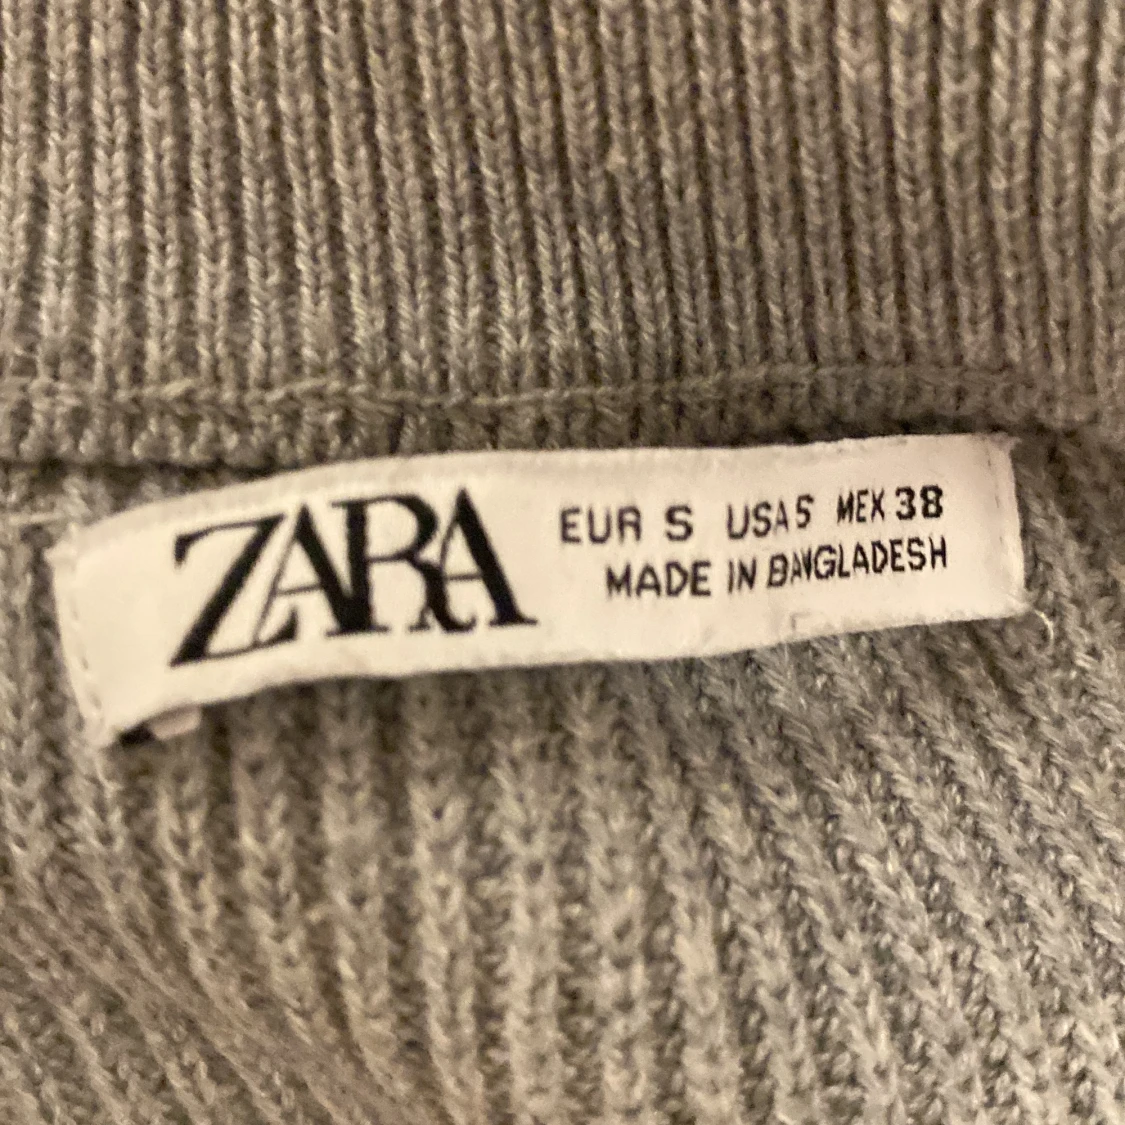 ZARA
EUR S USA S MEX 38
MADE IN BANGLADESH